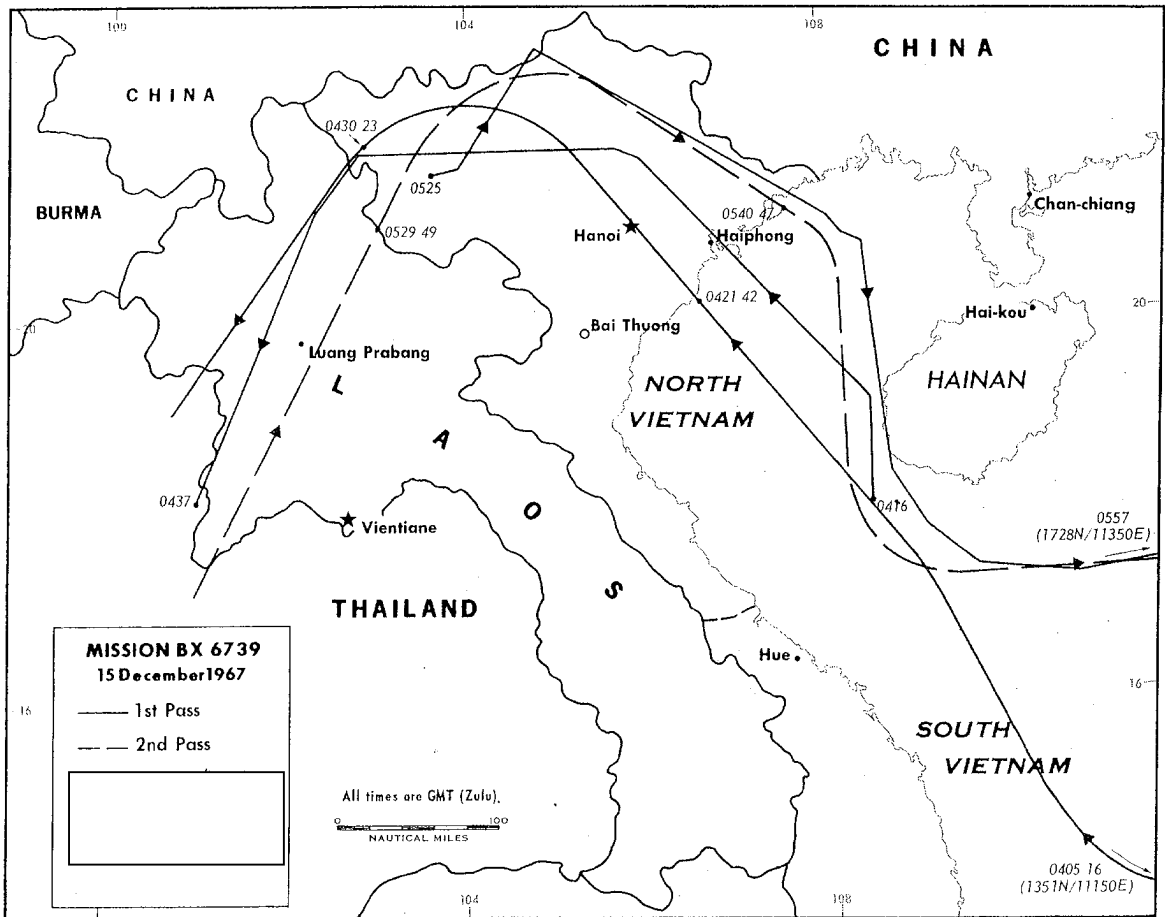 100
104
108
CHINA
CHINA
0430 23
0525
BURMA
Chan-chiang
0540 47
0529 49
Hanoi
Haiphong
0421 42
20
20
Hai-kou
Bai Thuong
Luang Prabang
L
A
O
S
NORTH
VIETNAM
HAINAN
0437
0416
Vientiane
0557
(1728N/11350E)
THAILAND
MISSION BX 6739
15 December 1967
1st Pass
2nd Pass
Hue
16
16
SOUTH
VIETNAM
All times are GMT (Zulu).
0 100
NAUTICAL MILES
0405 16
(1351N/11150E)
104
108